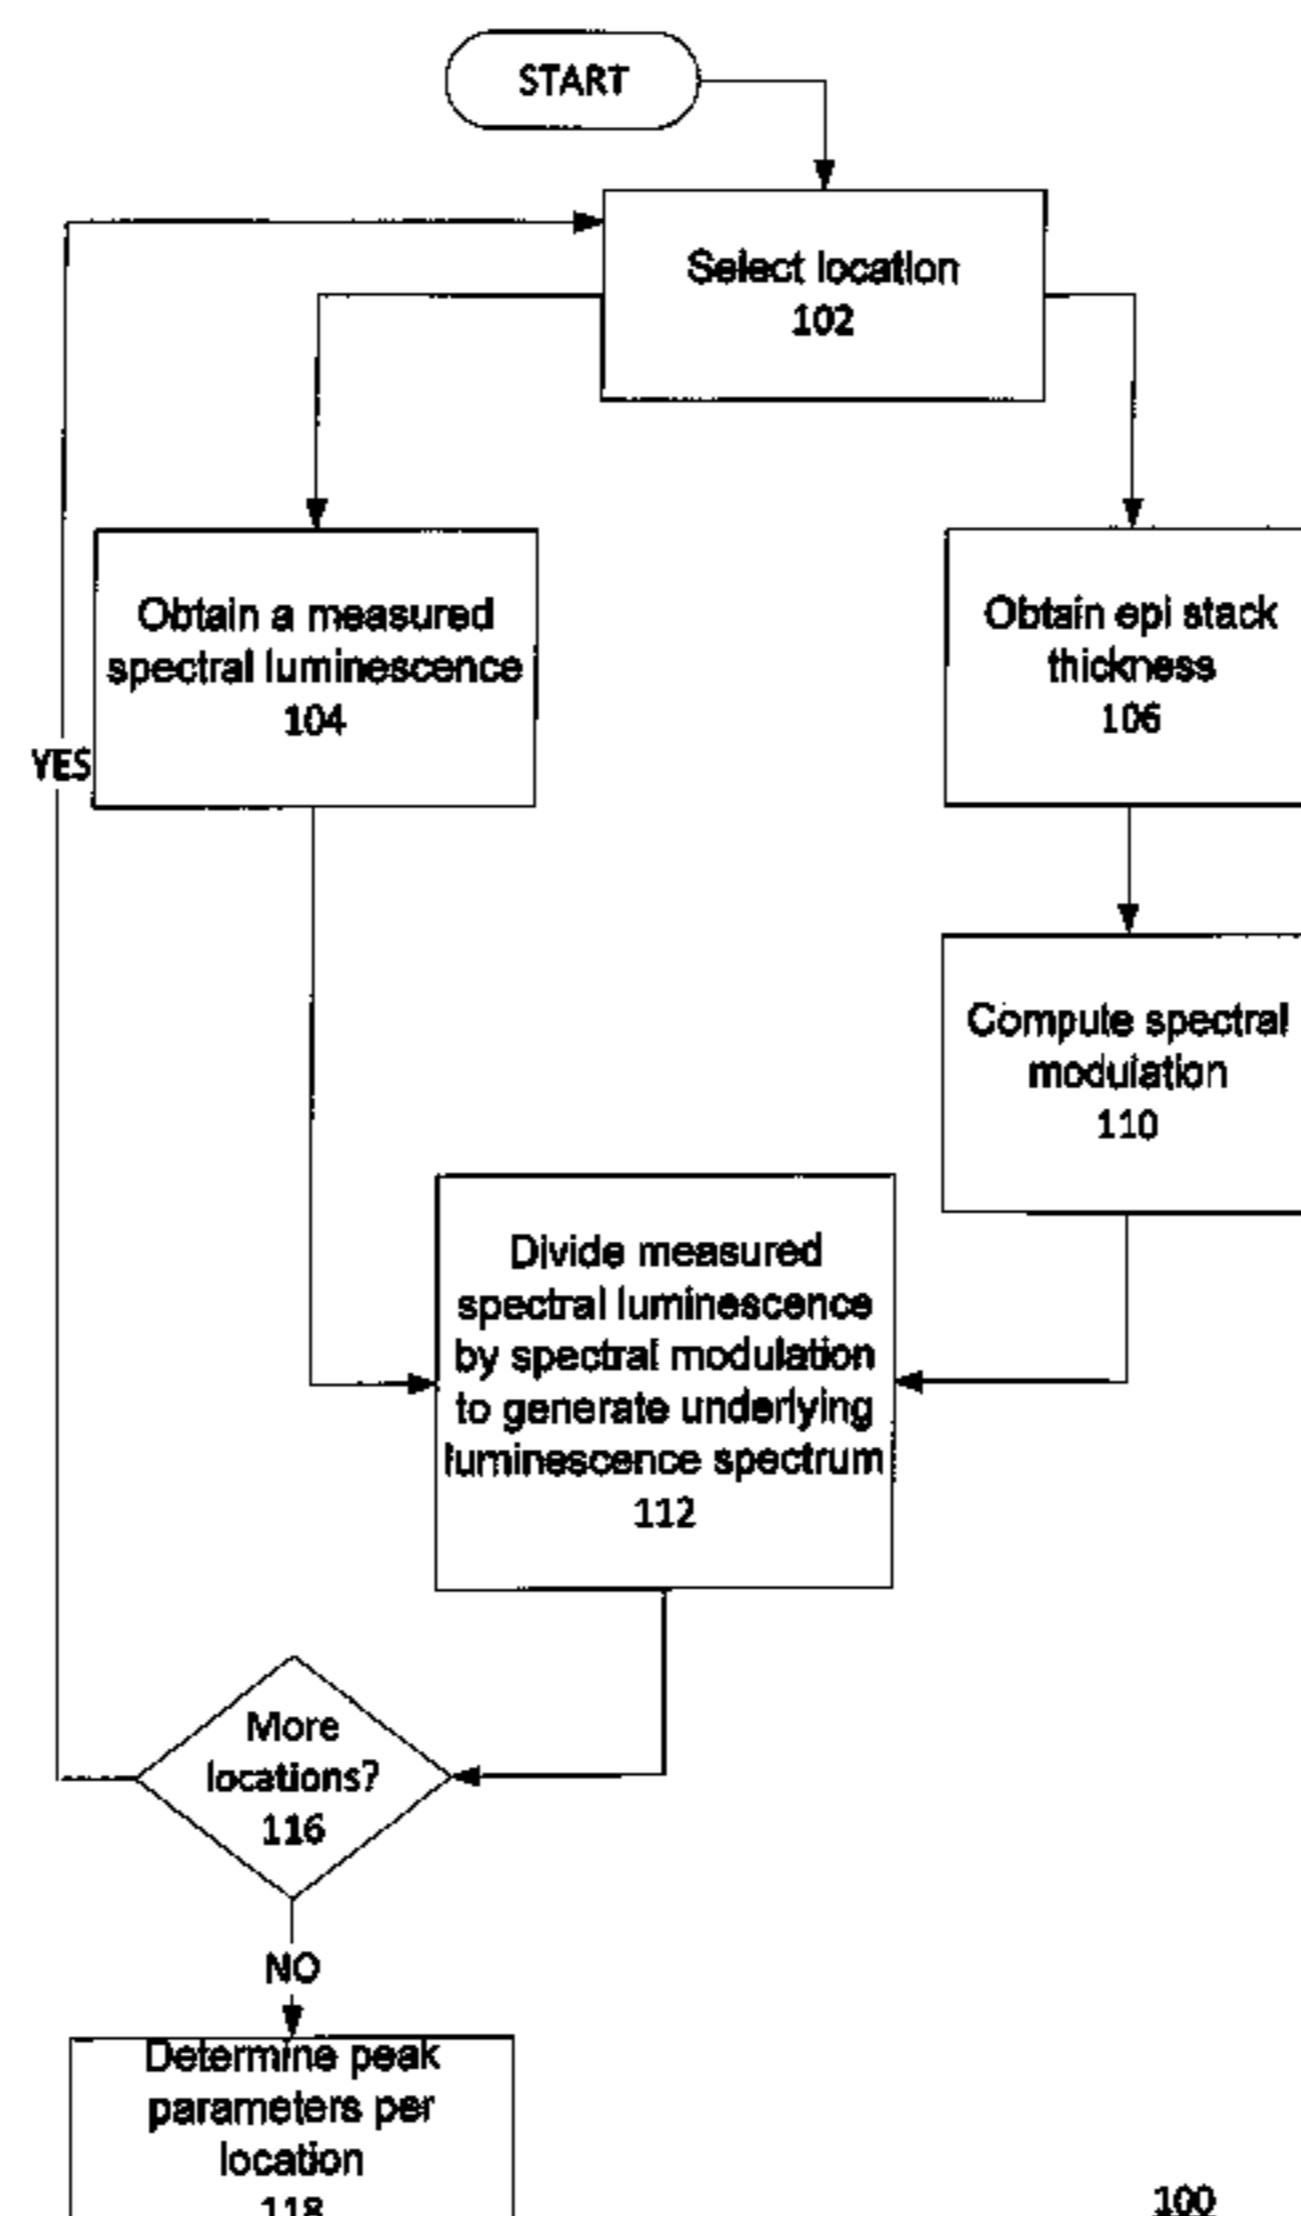 START
Select location
102
Obtain a measured
spectral luminescence
104
Obtain epi stack
thickness
106
YES
Compute spectral
modulation
110
Divide measured
spectral luminescence
by spectral modulation
to generate underlying
luminescence spectrum
112
More
locations?
116
NO
Determine peak
parameters per
location
118
100